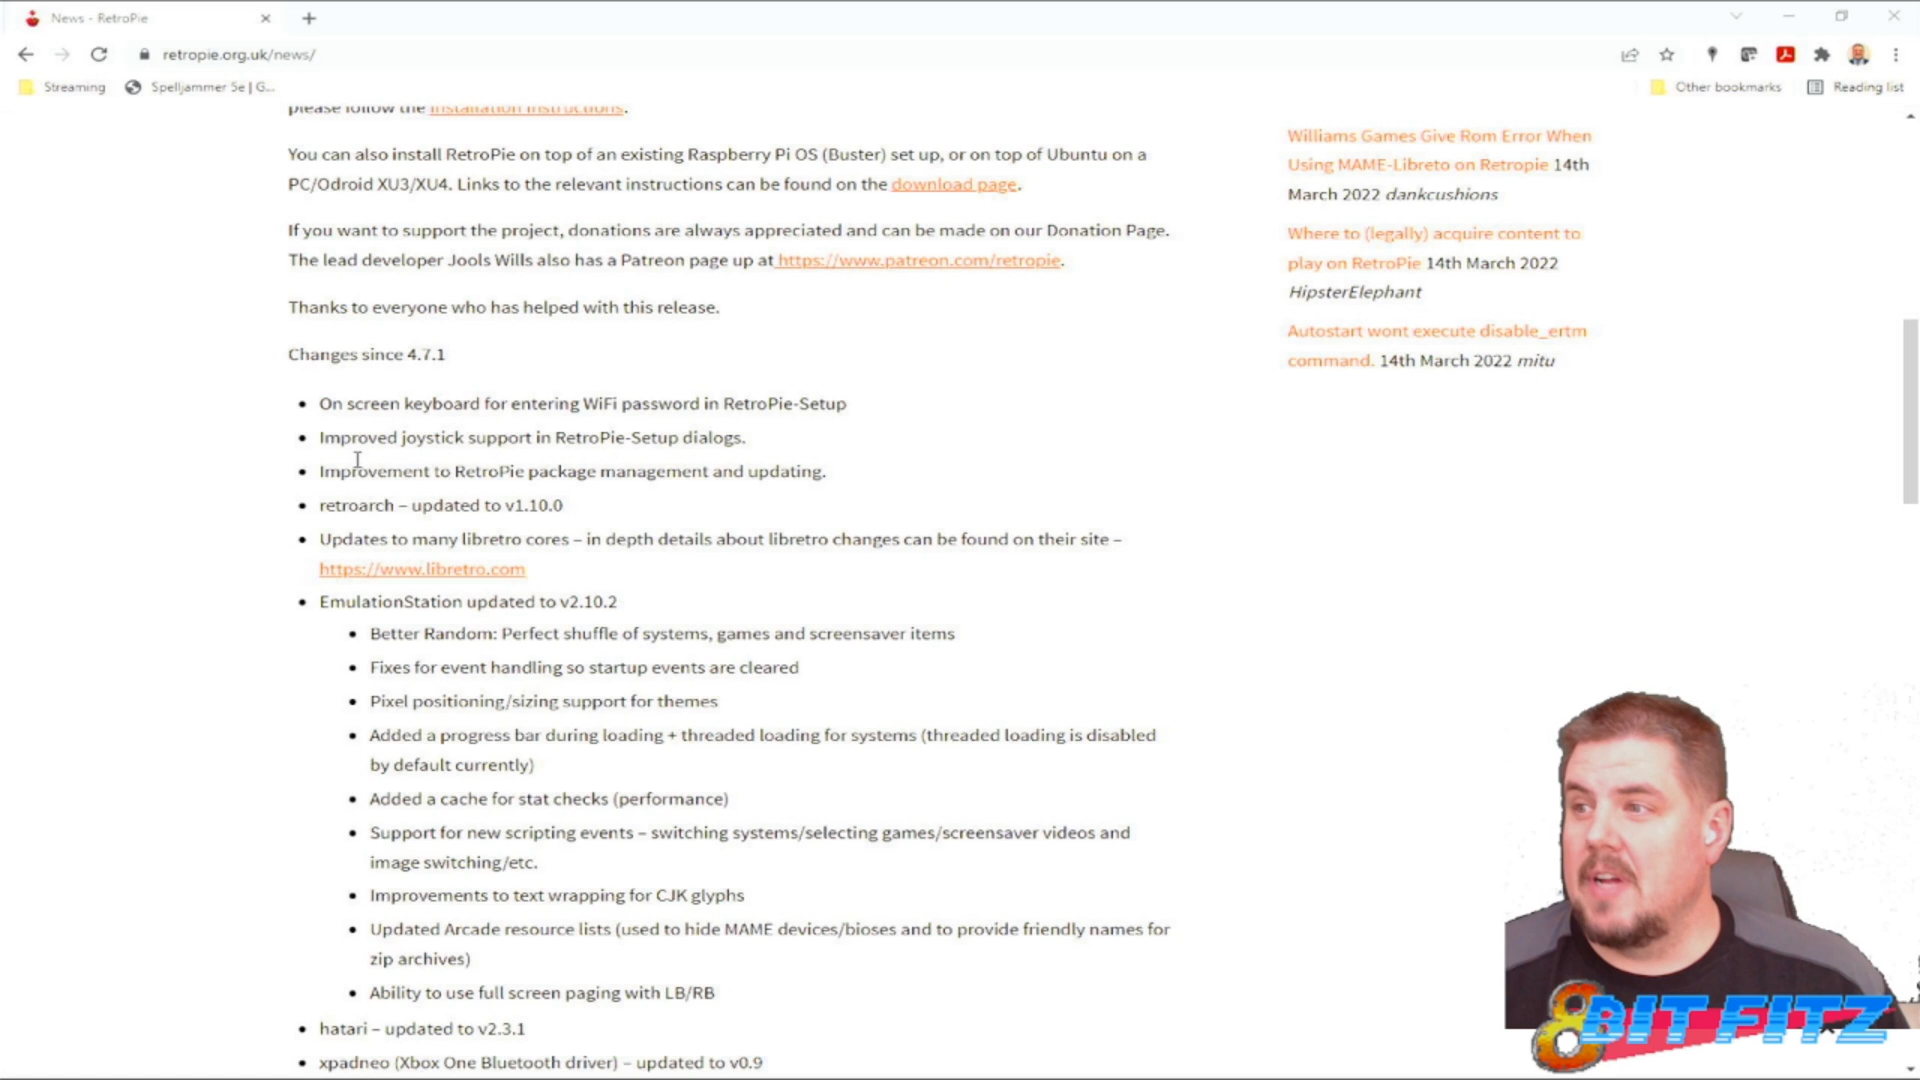 News - RetroPie
retropie.org.uk/news/
Streaming
Spelljammer 5e | G...
Other bookmarks
Reading list
please follow the installation instructions.
You can also install RetroPie on top of an existing Raspberry Pi OS (Buster) set up, or on top of Ubuntu on a
PC/Odroid XU3/XU4. Links to the relevant instructions can be found on the download page.
If you want to support the project, donations are always appreciated and can be made on our Donation Page.
The lead developer Jools Wills also has a Patreon page up at https://www.patreon.com/retropie.
Thanks to everyone who has helped with this release.
Changes since 4.7.1
• On screen keyboard for entering WiFi password in RetroPie-Setup
• Improved joystick support in RetroPie-Setup dialogs.
• Improvement to RetroPie package management and updating.
• retroarch – updated to v1.10.0
• Updates to many libretro cores – in depth details about libretro changes can be found on their site –
https://www.libretro.com
• EmulationStation updated to v2.10.2
• Better Random: Perfect shuffle of systems, games and screensaver items
• Fixes for event handling so startup events are cleared
• Pixel positioning/sizing support for themes
• Added a progress bar during loading + threaded loading for systems (threaded loading is disabled
by default currently)
• Added a cache for stat checks (performance)
• Support for new scripting events – switching systems/selecting games/screensaver videos and
image switching/etc.
• Improvements to text wrapping for CJK glyphs
• Updated Arcade resource lists (used to hide MAME devices/bioses and to provide friendly names for
zip archives)
• Ability to use full screen paging with LB/RB
• hatari – updated to v2.3.1
• xpadneo (Xbox One Bluetooth driver) – updated to v0.9
Williams Games Give Rom Error When
Using MAME-Libreto on Retropie 14th
March 2022 dankcushions
Where to (legally) acquire content to
play on RetroPie 14th March 2022
HipsterElephant
Autostart wont execute disable_ertm
command. 14th March 2022 mitu
8BIT FITZ